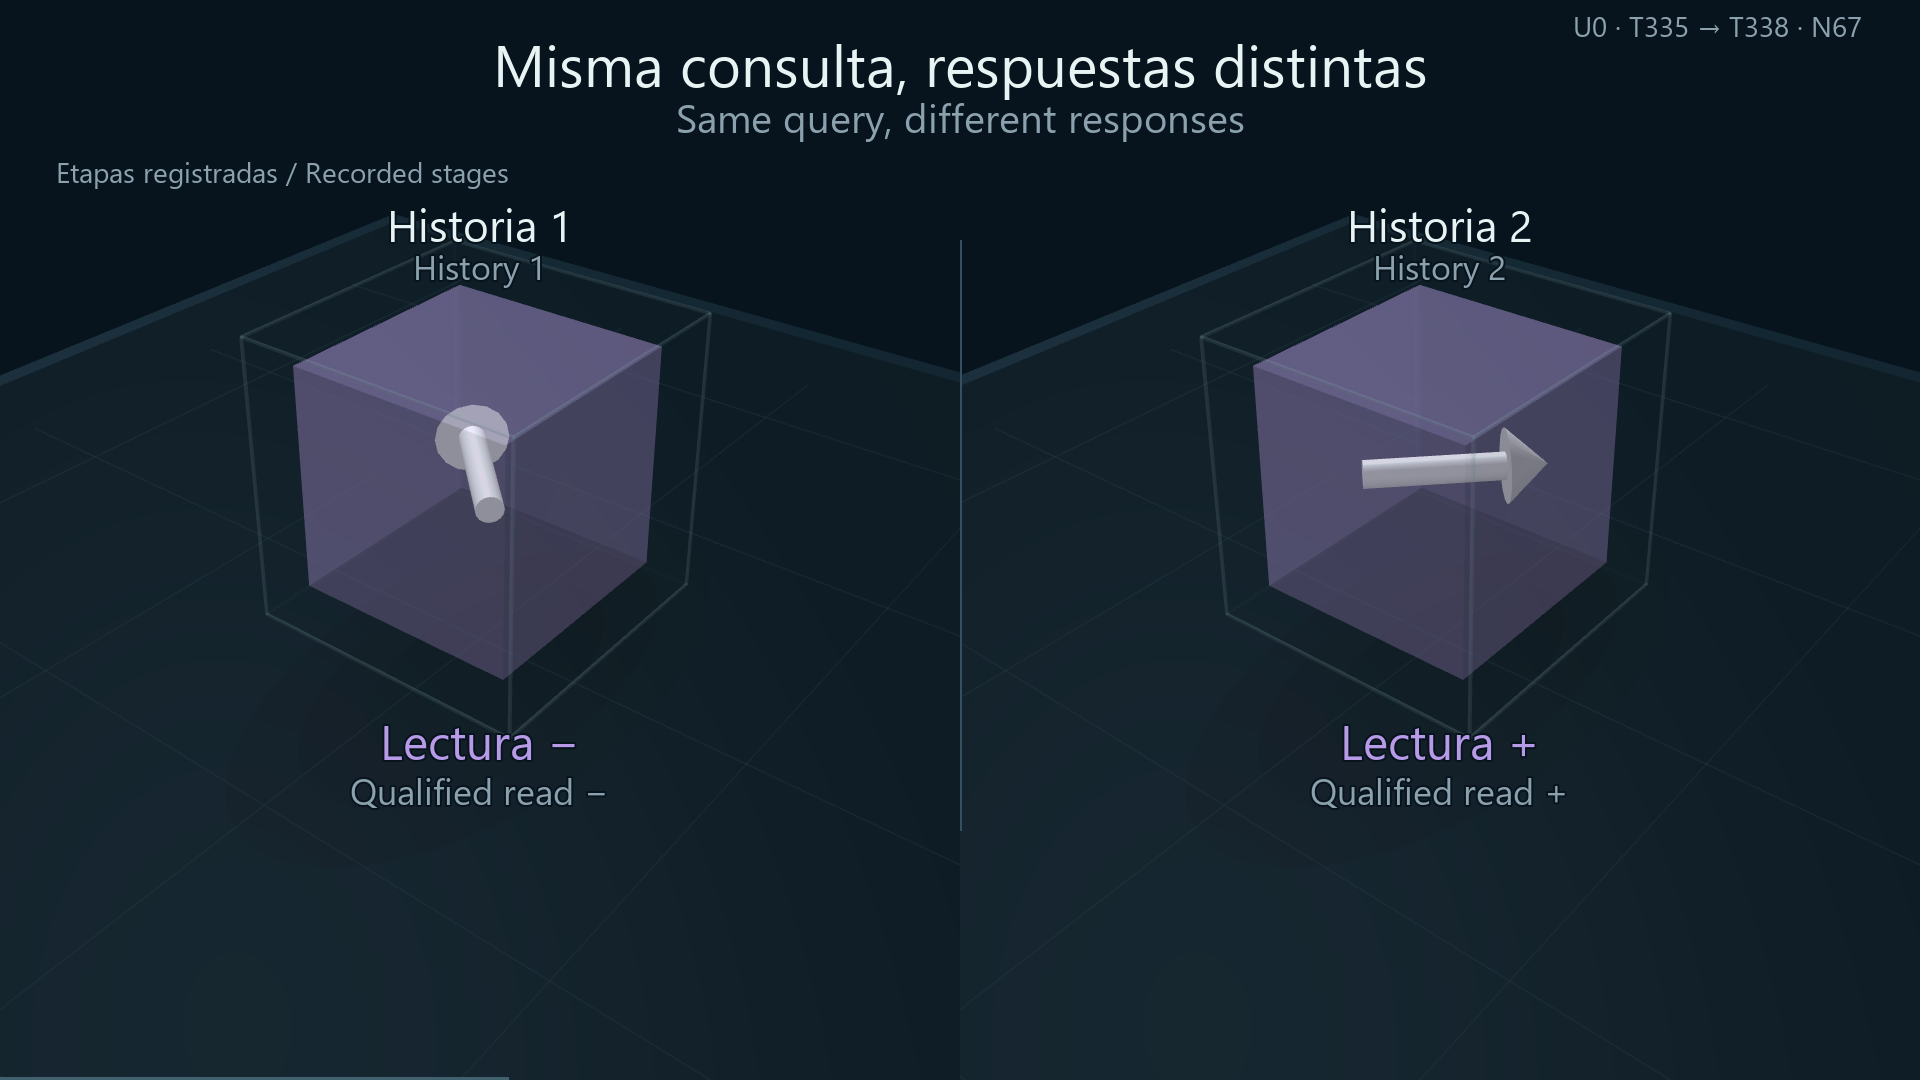 U0 · T335 → T338 · N67
Misma consulta, respuestas distintas
Same query, different responses
Etapas registradas / Recorded stages
Historia 1
History 1
Lectura −
Qualified read −
Historia 2
History 2
Lectura +
Qualified read +